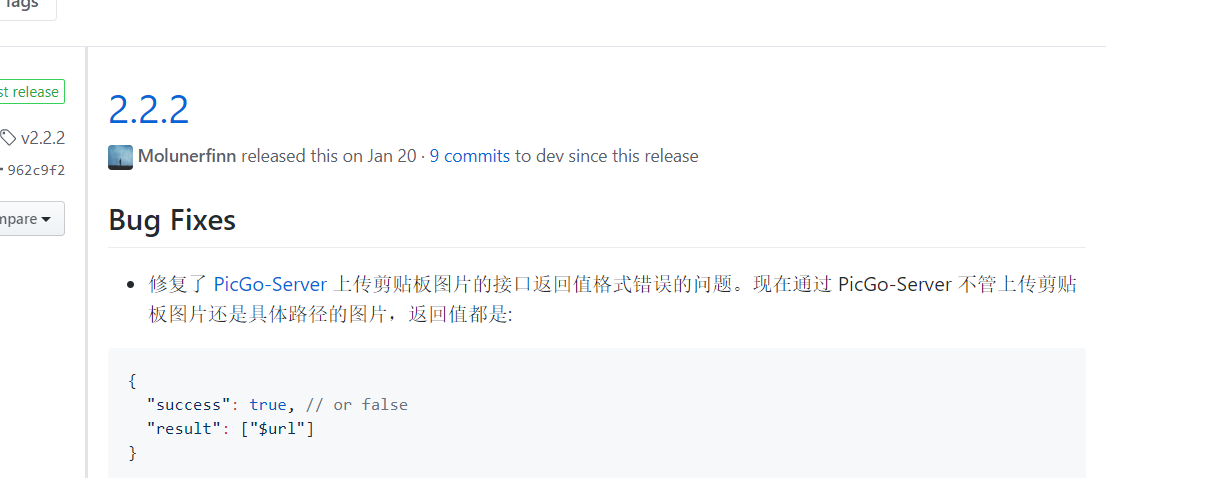 Tags
st release
2.2.2
v2.2.2
Molunerfinn released this on Jan 20 · 9 commits to dev since this release
962c9f2
mpare
Bug Fixes
修复了 PicGo-Server 上传剪贴板图片的接口返回值格式错误的问题。现在通过 PicGo-Server 不管上传剪贴
板图片还是具体路径的图片，返回值都是:
{
  "success": true, // or false
  "result": ["$url"]
}